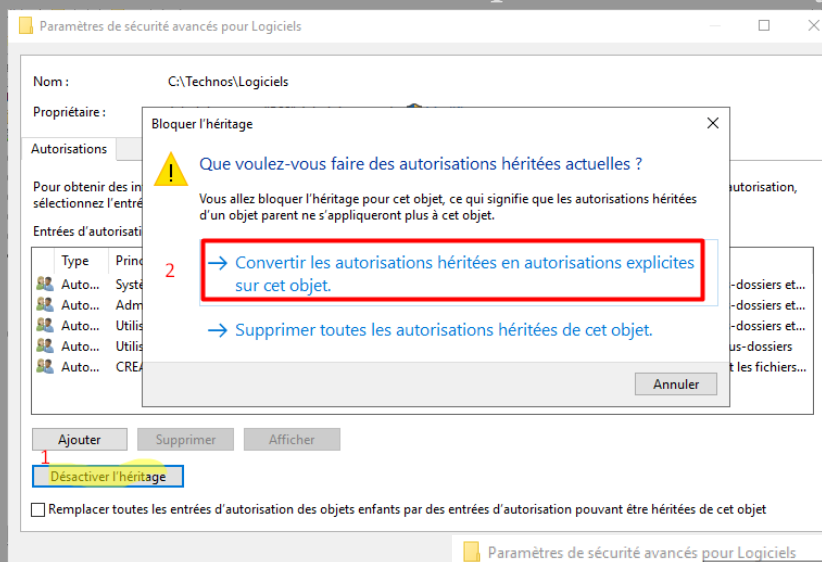 Paramètres de sécurité avancés pour Logiciels
Nom :
C:\Technos\Logiciels
Propriétaire :
Bloquer l'héritage
Autorisations
Que voulez-vous faire des autorisations héritées actuelles ?
Pour obtenir des
autorisation,
Vous allez bloquer l'héritage pour cet objet, ce qui signifie que les autorisations héritées
sélectionnez
d'un objet parent ne s'appliqueront plus à cet objet.
Entrées
Type
2
Convertir les autorisations héritées en autorisations explicites
sur cet objet.
Auto...
-dossiers et...
Auto... Adm
-dossiers et...
Auto... Utilis
-dossiers et...
Supprimer toutes les autorisations héritées de cet objet.
Auto... Utilis
us-dossiers
Auto... CREA
t les fichiers...
Annuler
Ajouter Supprimer Afficher
1
Désactiver l'héritage
Remplacer toutes les entrées d'autorisation des objets enfants par des entrées d'autorisation pouvant être héritées de cet objet
Paramètres de sécurité avancés pour Logiciels